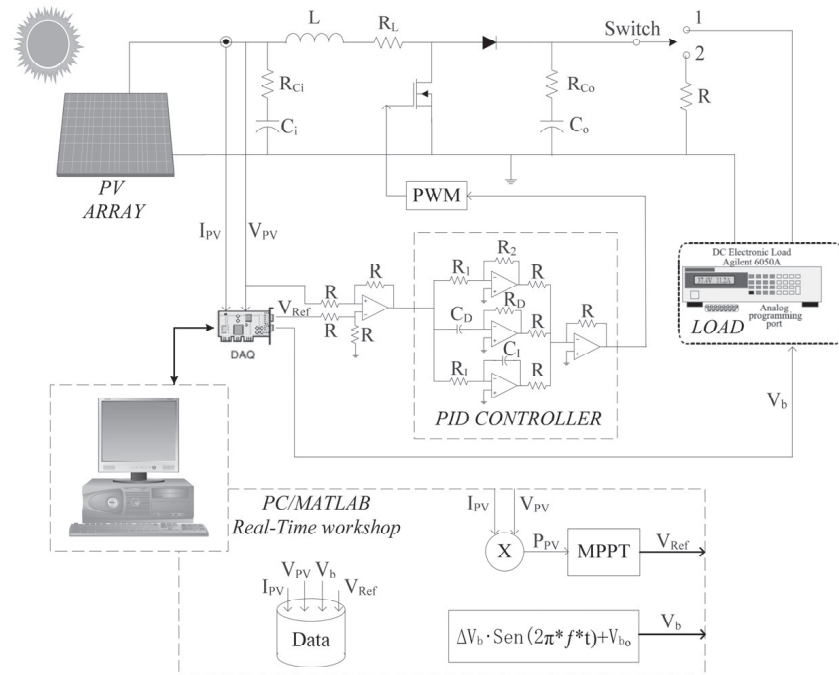 L
R_L
Switch
1
2
R_Ci
C_i
R_Co
C_o
R
PV
ARRAY
PWM
I_PV
V_PV
DC Electronic Load
Agilent 6050A
Analog
programming
port
LOAD
R
R
V_Ref
R
R
DAQ
R_1
R_2
R
C_D
R_D
R
R
R_I
C_I
R
PID CONTROLLER
V_b
PC/MATLAB
Real-Time workshop
I_PV
V_PV
X
P_PV
MPPT
V_Ref
I_PV
V_PV
V_b
V_Ref
Data
ΔV_b·Sen(2π*f*t)+V_bo
V_b